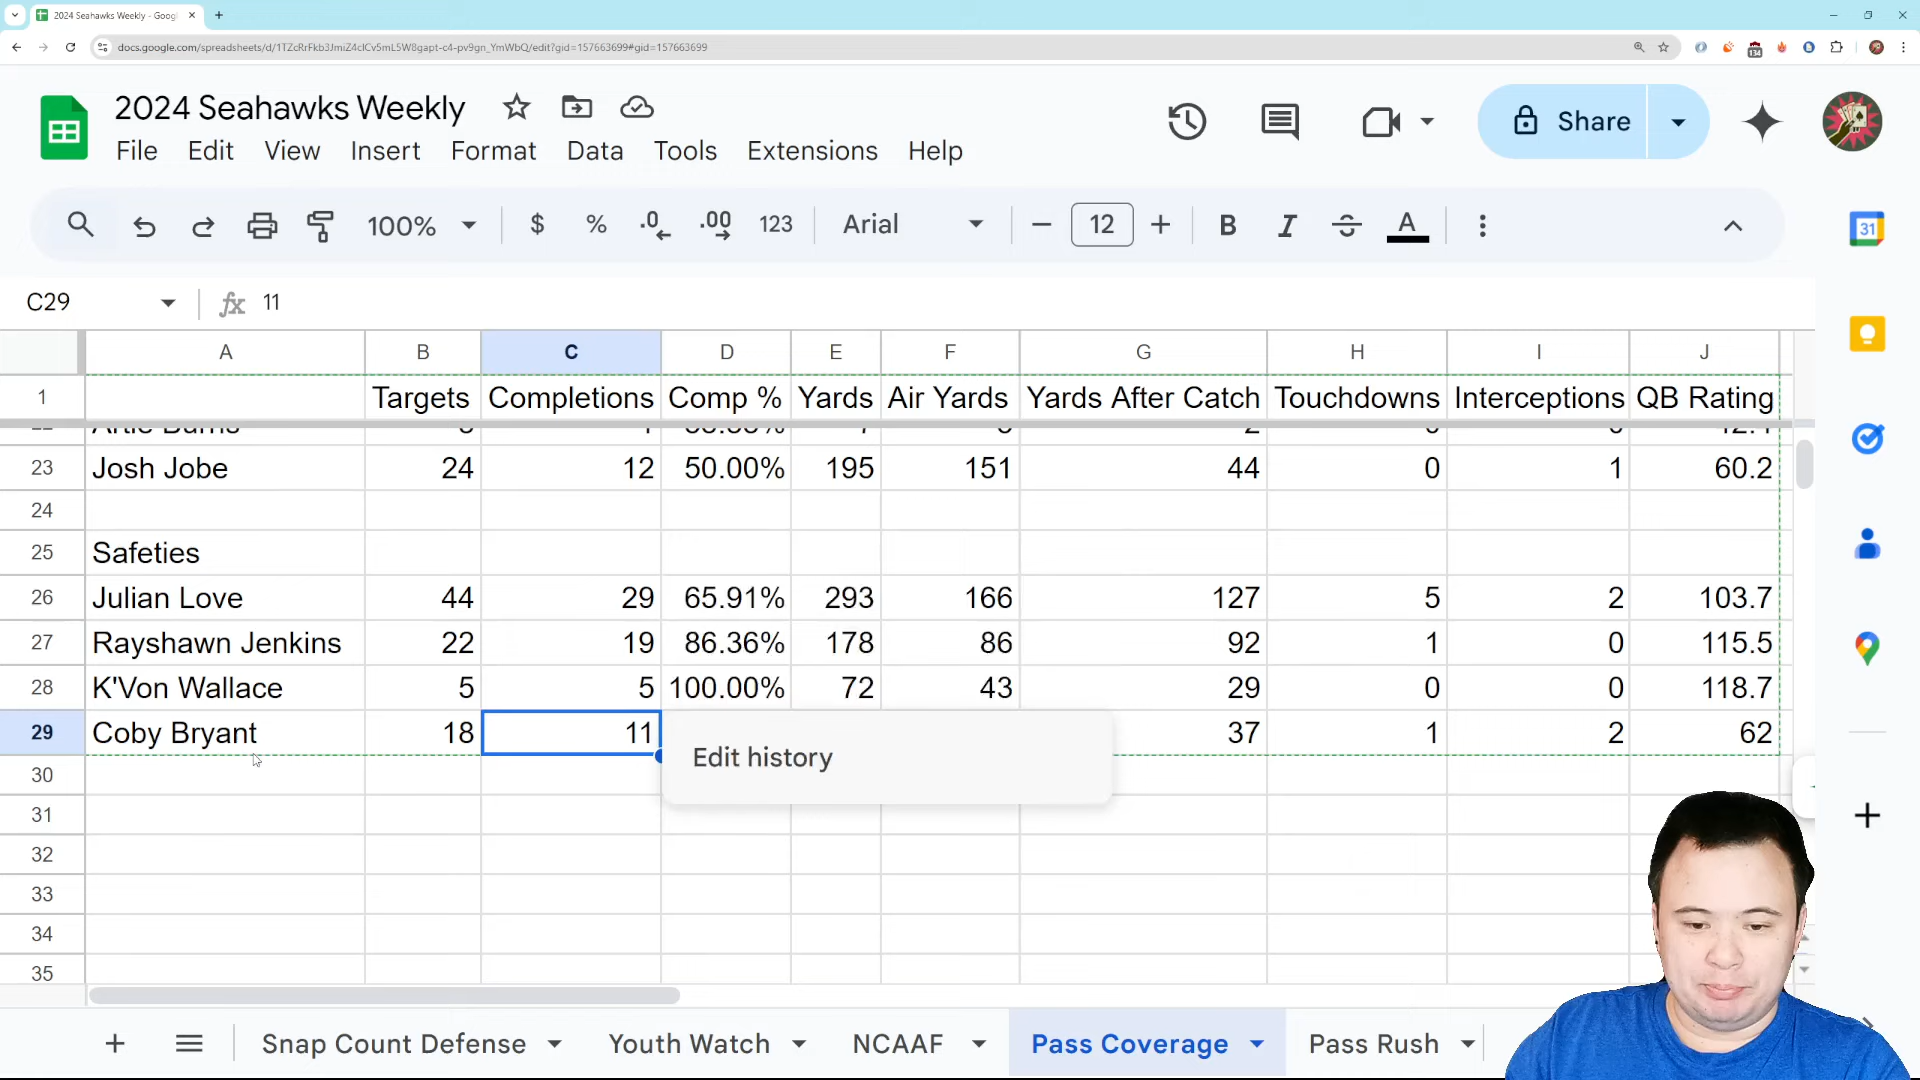 2024 Seahawks Weekly - Googl
docs.google.com/spreadsheets/d/1TZcRrFkb3JmiZ4clCv5mL5W8gapt-c4-pv9gn_YmWbQ/edit?gid=157663699#gid=157663699
134
2024 Seahawks Weekly
File Edit View Insert Format Data Tools Extensions Help
Share
31
100% $ % .0 .00 123 Arial 12 B I S A
C29 fx 11
A B C D E F G H I J
1 Targets Completions Comp % Yards Air Yards Yards After Catch Touchdowns Interceptions QB Rating
23 Josh Jobe 24 12 50.00% 195 151 44 0 1 60.2
24
25 Safeties
26 Julian Love 44 29 65.91% 293 166 127 5 2 103.7
27 Rayshawn Jenkins 22 19 86.36% 178 86 92 1 0 115.5
28 K'Von Wallace 5 5 100.00% 72 43 29 0 0 118.7
29 Coby Bryant 18 11 37 1 2 62
Edit history
30
31
32
33
34
35
Snap Count Defense Youth Watch NCAAF Pass Coverage Pass Rush